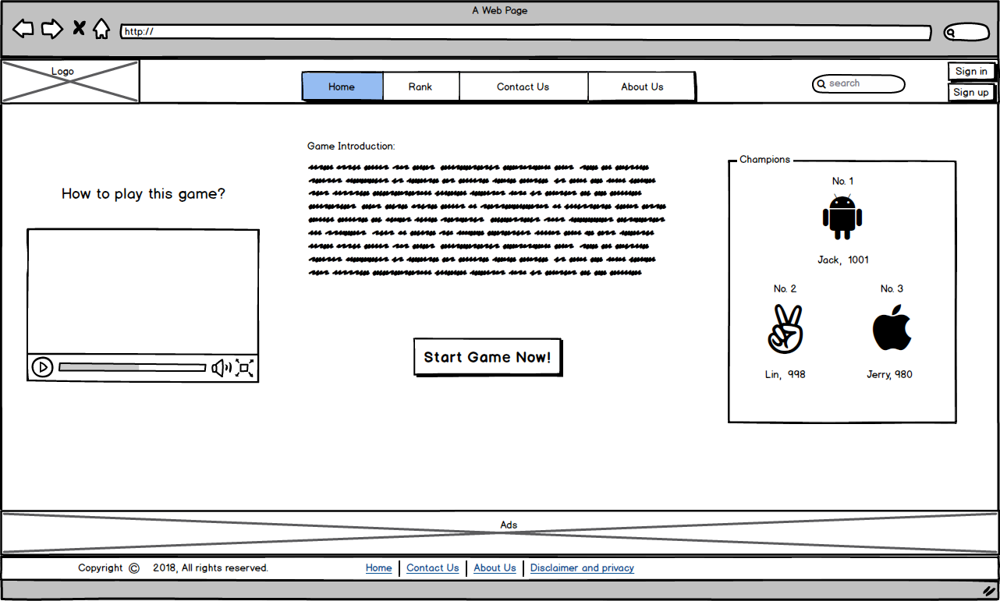 A Web Page
http://
Logo
Home Rank Contact Us About Us
search
Sign in
Sign up
Game Introduction:
How to play this game?
Start Game Now!
Champions
No. 1
Jack, 1001
No. 2 No. 3
Lin, 998 Jerry, 980
Ads
Copyright © 2018, All rights reserved. Home Contact Us About Us Disclaimer and privacy